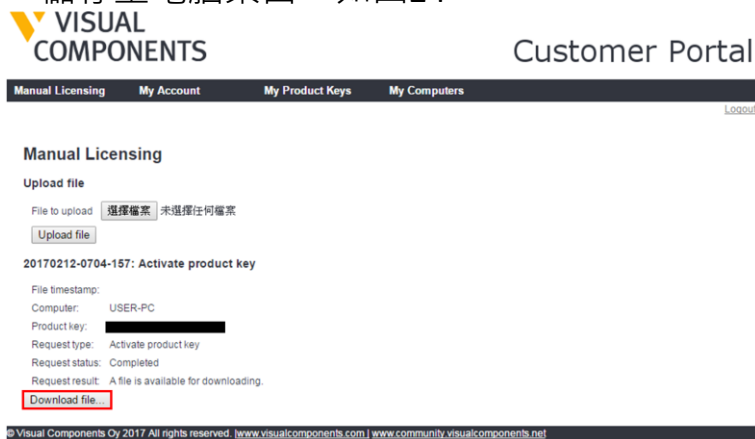 VISUAL
COMPONENTS
Customer Portal
Manual Licensing My Account My Product Keys My Computers
Logout
Manual Licensing
Upload file
File to upload 選擇檔案 未選擇任何檔案
Upload file
20170212-0704-157: Activate product key
File timestamp:
Computer: USER-PC
Product key:
Request type: Activate product key
Request status: Completed
Request result: A file is available for downloading.
Download file...
© Visual Components Oy 2017 All rights reserved. |www.visualcomponents.com | www.community.visualcomponents.net